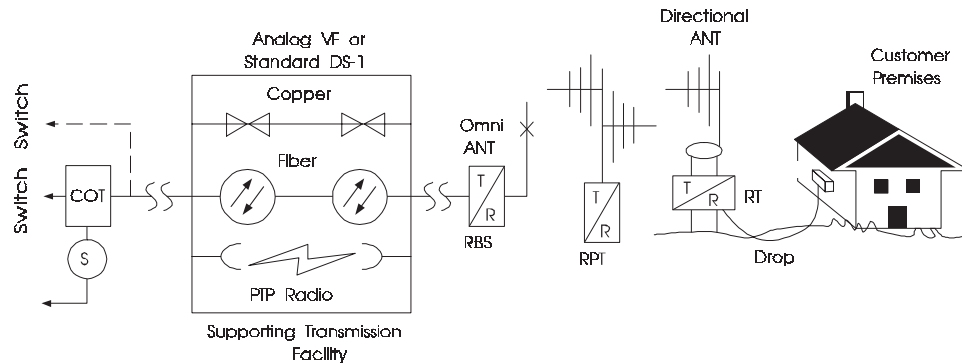 Analog VF or
Standard DS-1
Copper
Fiber
PTP Radio
Supporting Transmission
Facility
Switch
Switch
COT
S
Omni
ANT
T
R
RBS
T
R
RPT
Directional
ANT
T
R
RT
Drop
Customer
Premises